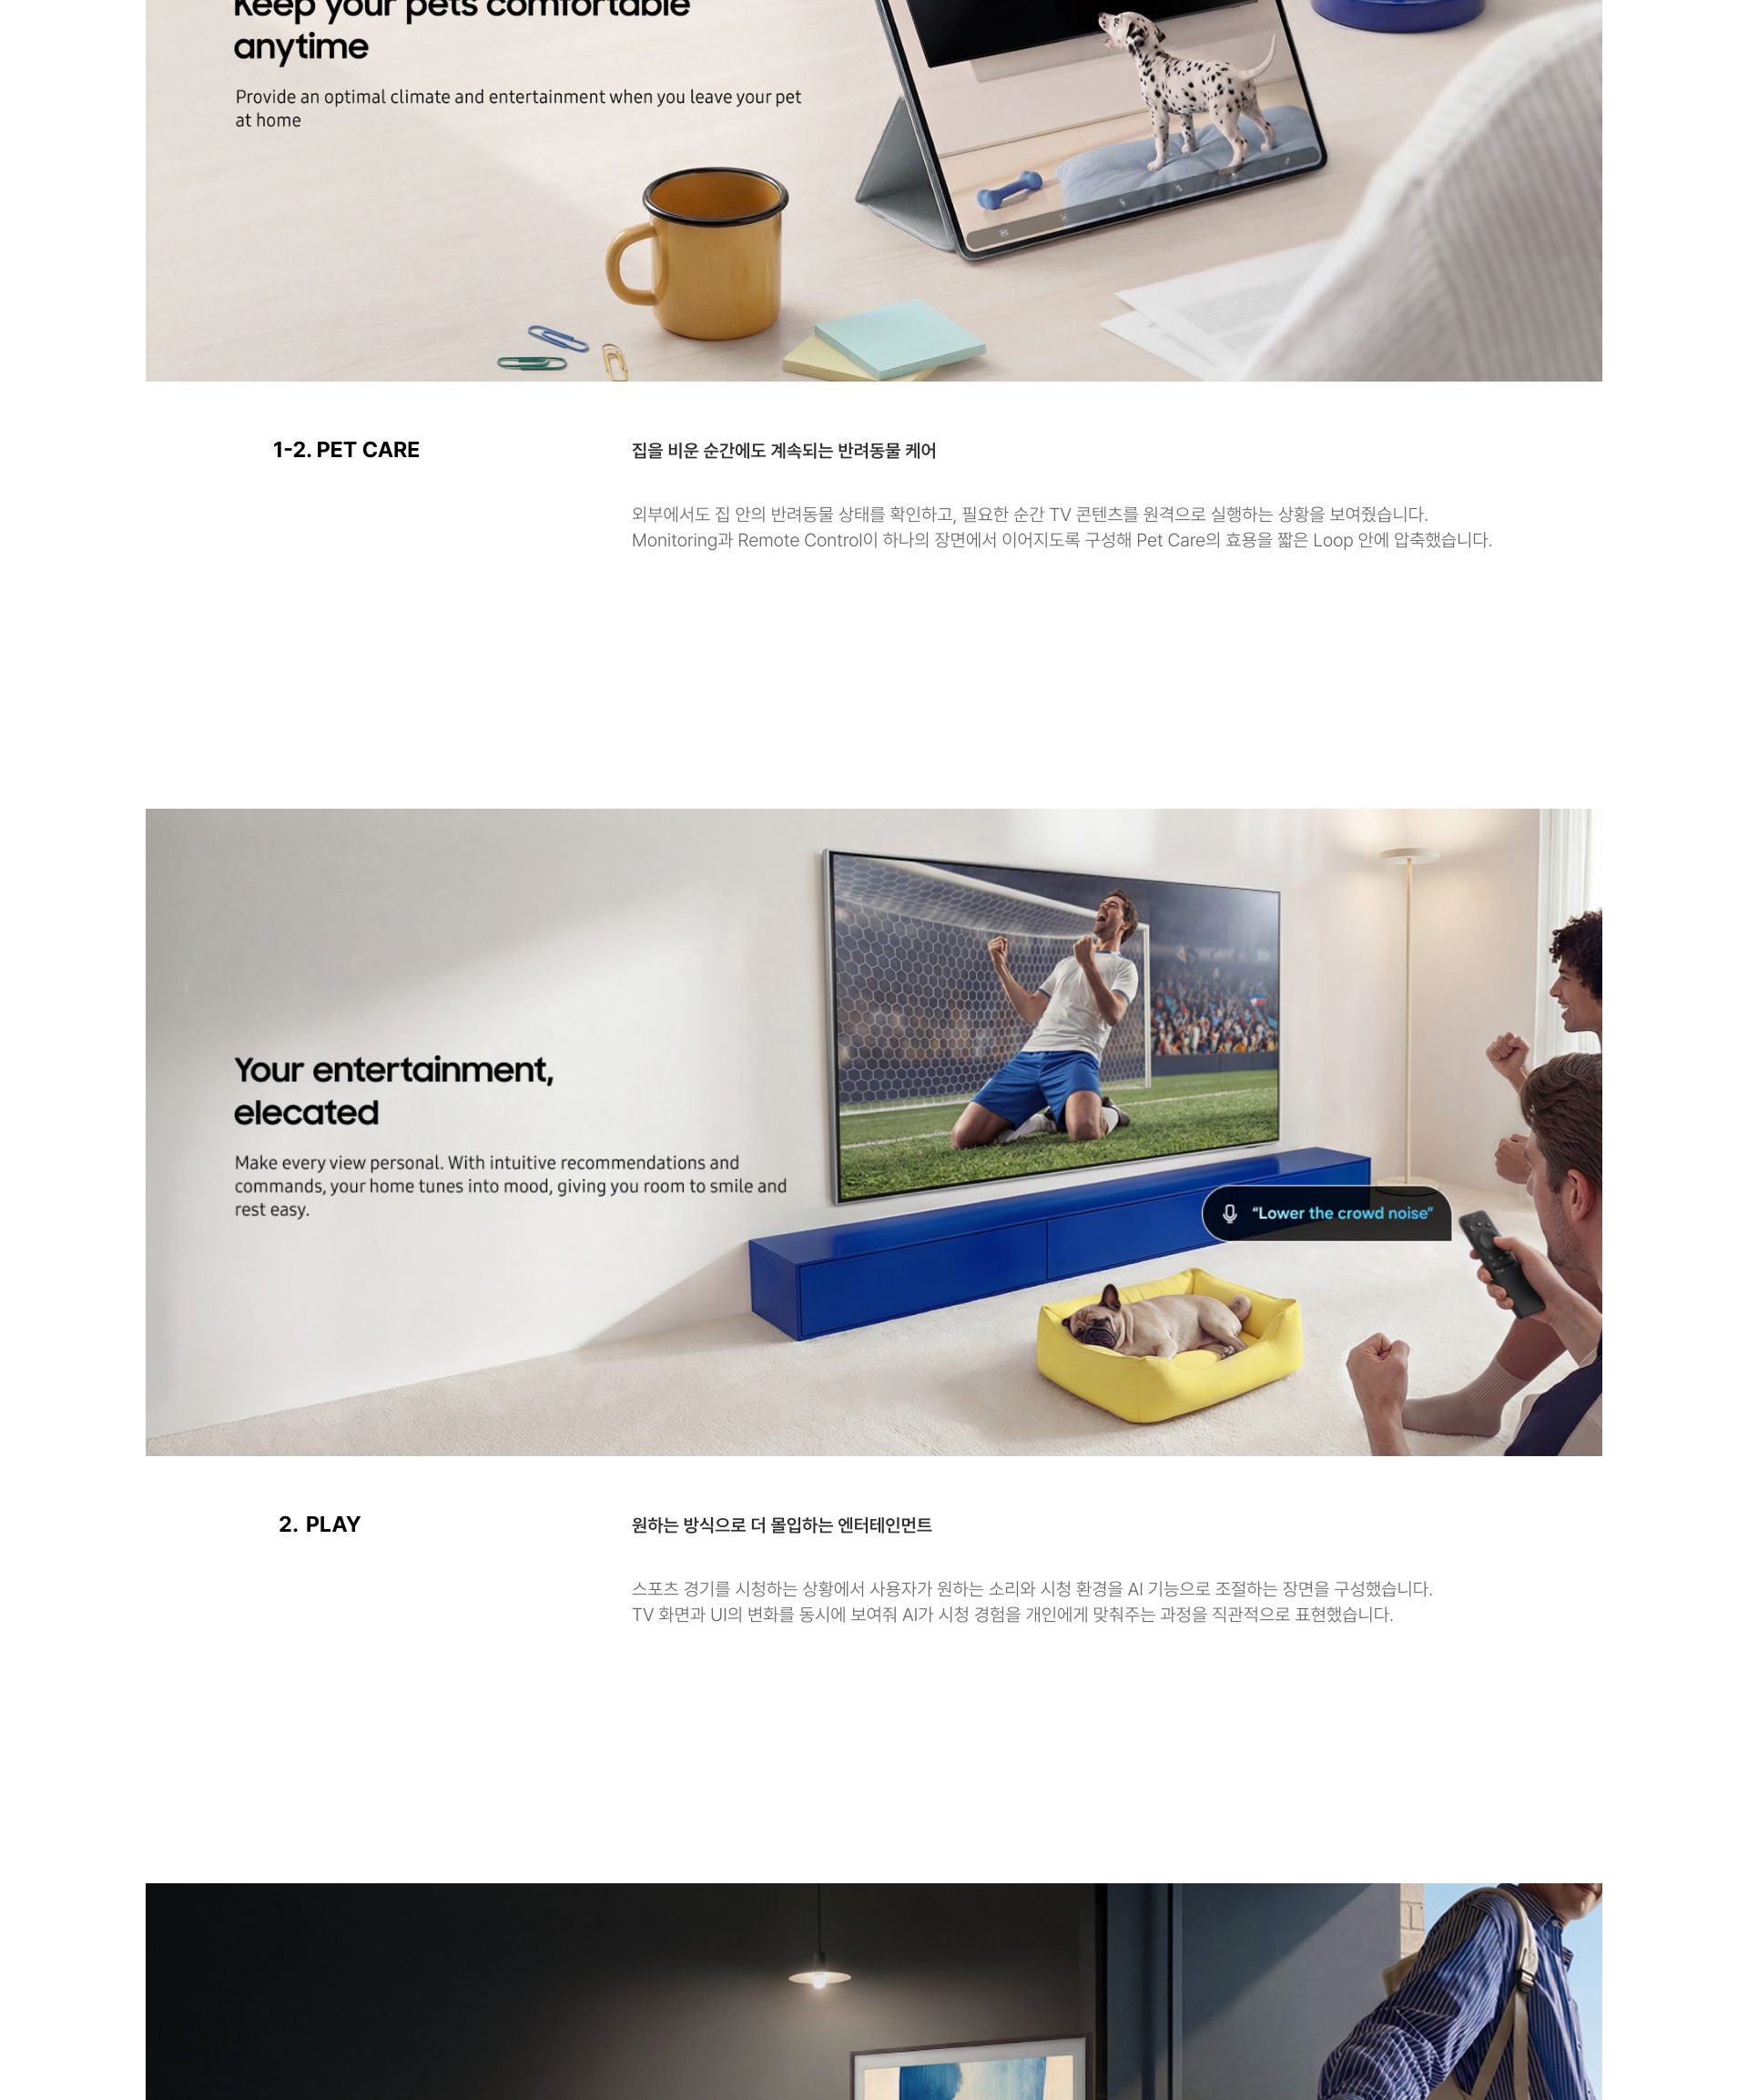 Keep your pets comfortable
anytime
Provide an optimal climate and entertainment when you leave your pet
at home
1-2. PET CARE
집을 비운 순간에도 계속되는 반려동물 케어
외부에서도 집 안의 반려동물 상태를 확인하고, 필요한 순간 TV 콘텐츠를 원격으로 실행하는 상황을 보여줬습니다.
Monitoring과 Remote Control이 하나의 장면에서 이어지도록 구성해 Pet Care의 효용을 짧은 Loop 안에 압축했습니다.
Your entertainment,
elecated
Make every view personal. With intuitive recommendations and
commands, your home tunes into mood, giving you room to smile and
rest easy.
“Lower the crowd noise”
2. PLAY
원하는 방식으로 더 몰입하는 엔터테인먼트
스포츠 경기를 시청하는 상황에서 사용자가 원하는 소리와 시청 환경을 AI 기능으로 조절하는 장면을 구성했습니다.
TV 화면과 UI의 변화를 동시에 보여줘 AI가 시청 경험을 개인에게 맞춰주는 과정을 직관적으로 표현했습니다.